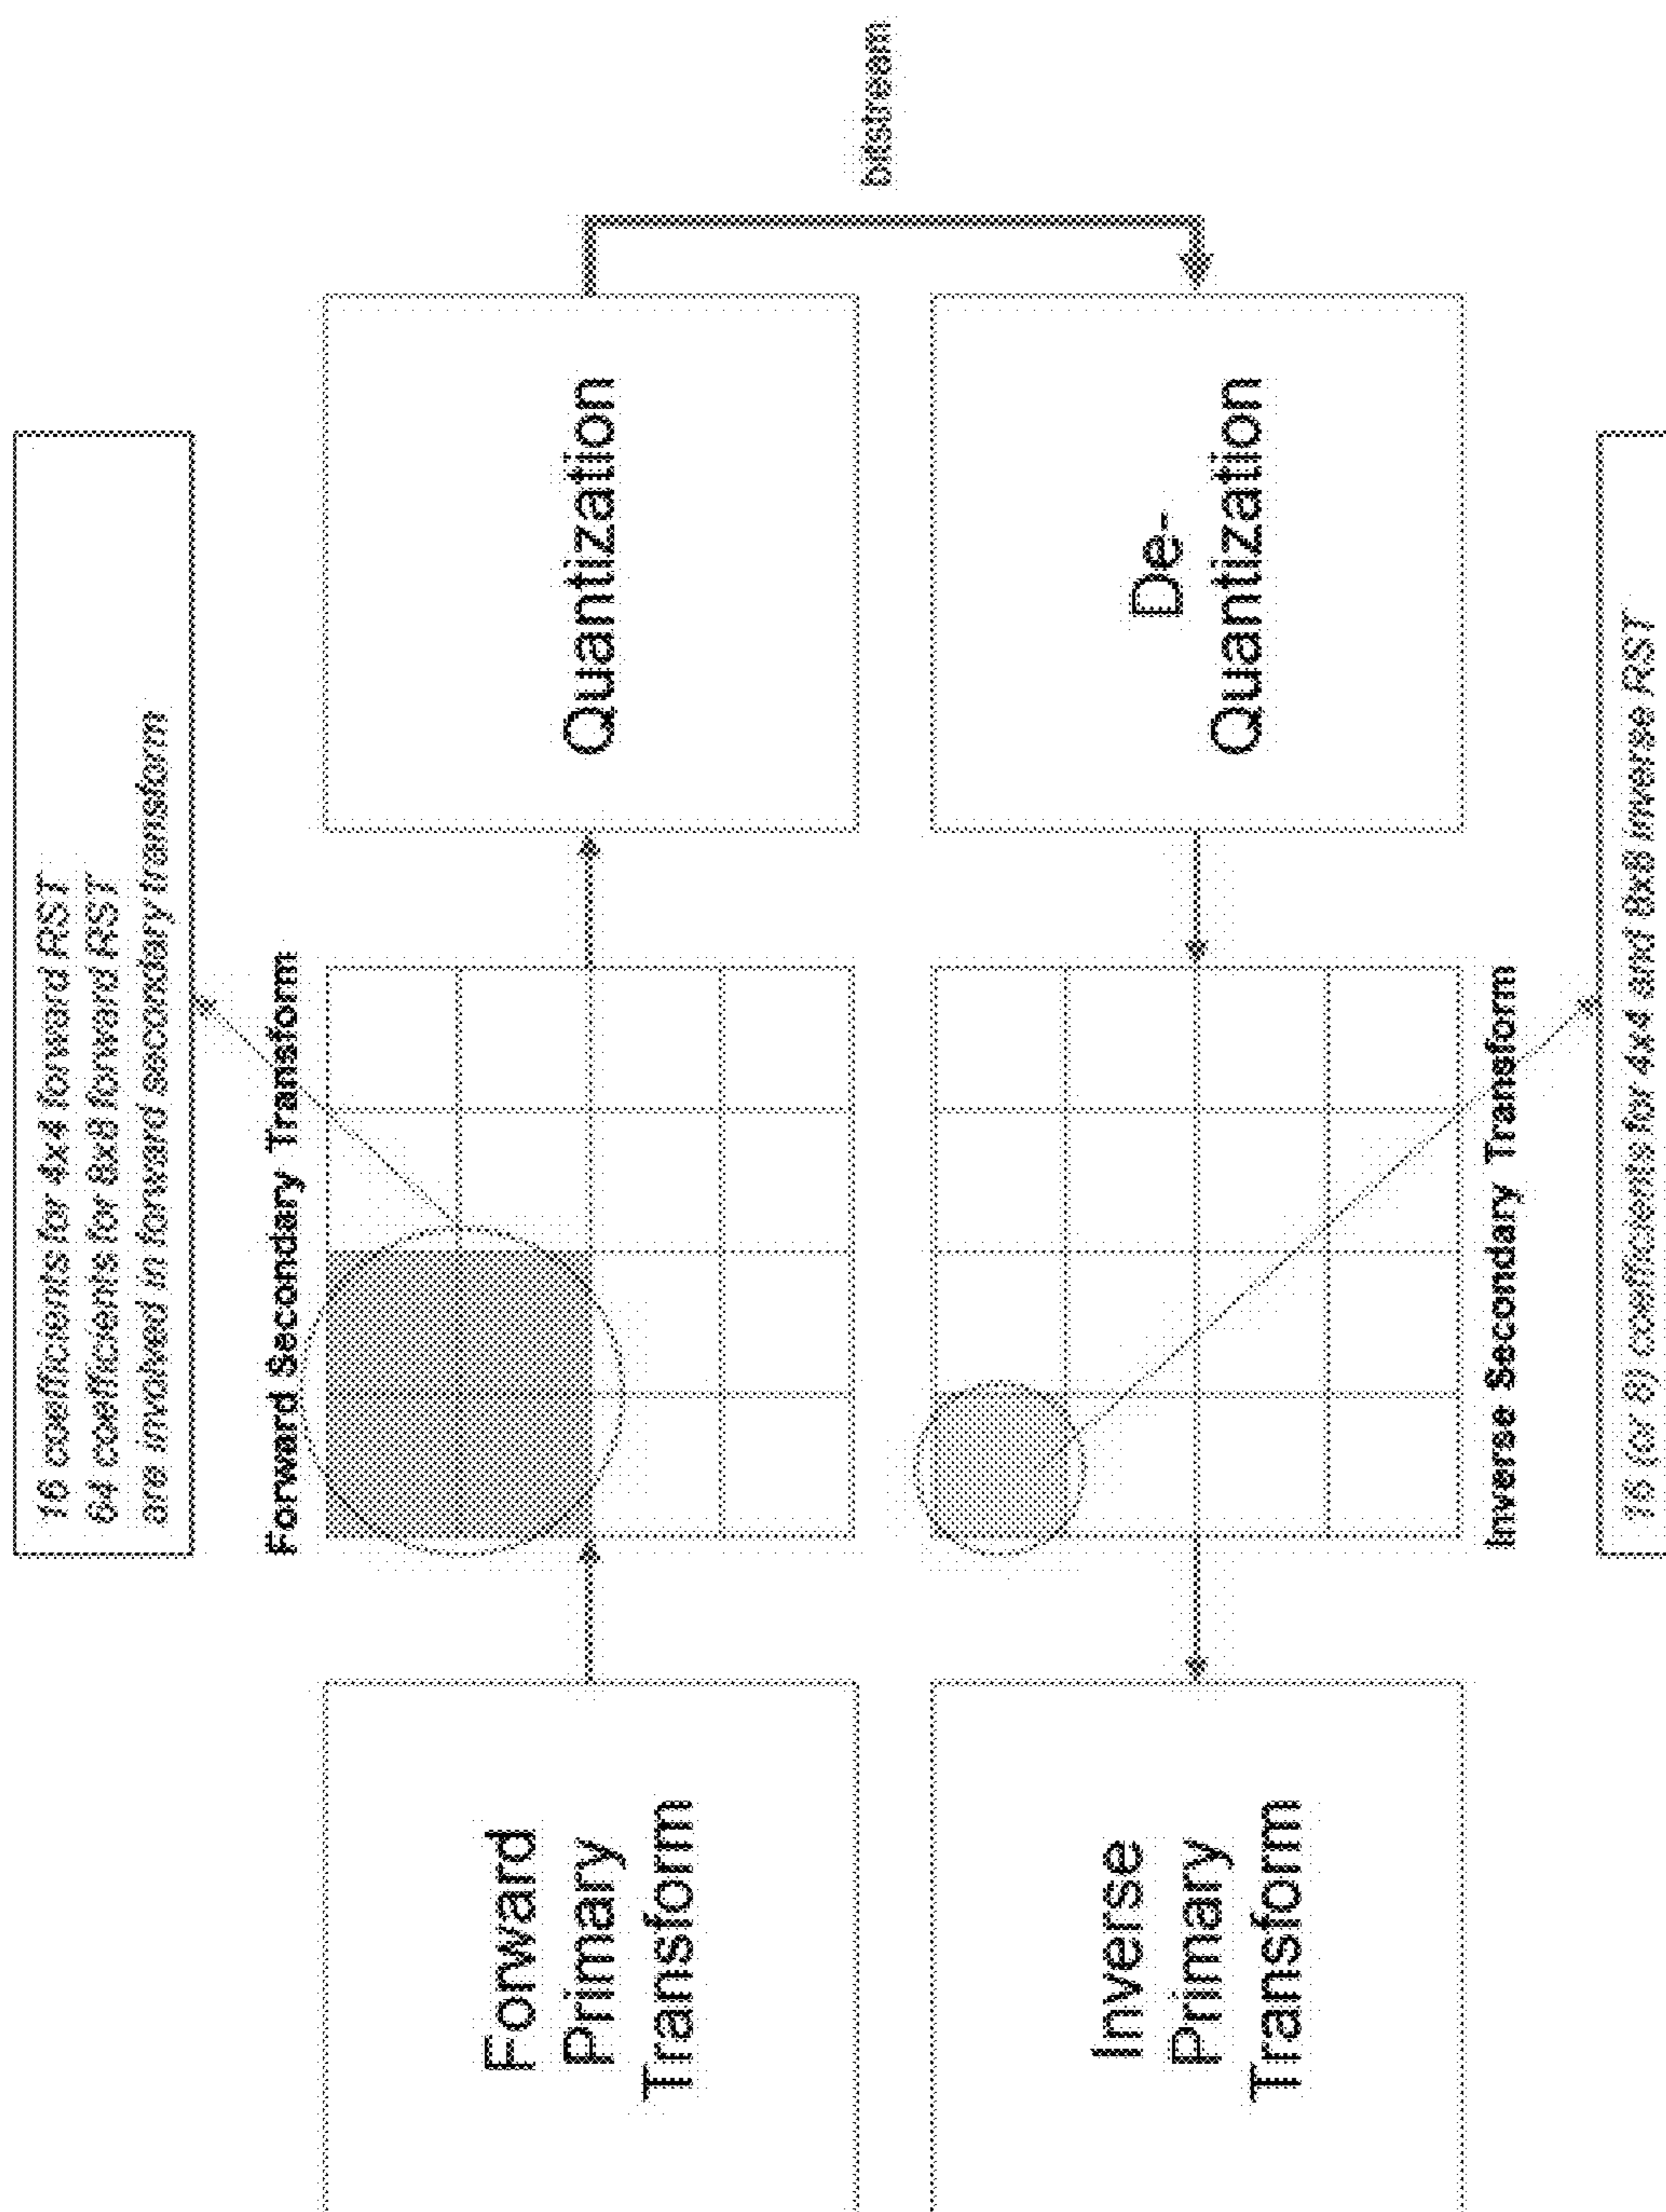 16 coefficients for 4x4 forward RST
64 coefficients for 8x8 forward RST
are involved in forward secondary transform
Forward Secondary Transform
Forward
Primary
Transform
Quantization
bitstream
Inverse
Primary
Transform
De-
Quantization
Inverse Secondary Transform
16 (or 8) coefficients for 4x4 and 8x8 inverse RST